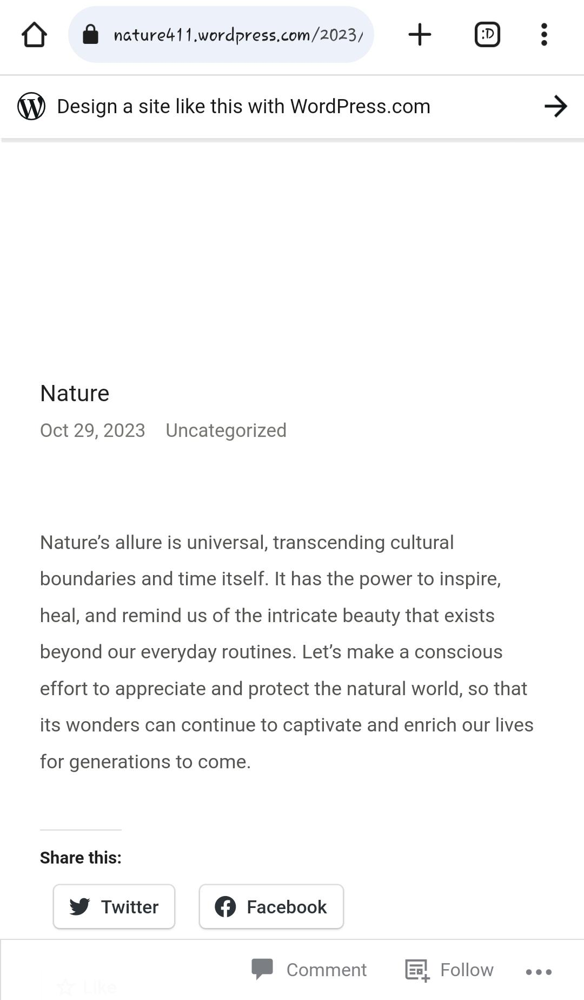 nature411.wordpress.com/2023/
:D
Design a site like this with WordPress.com
Nature
Oct 29, 2023 Uncategorized
Nature’s allure is universal, transcending cultural
boundaries and time itself. It has the power to inspire,
heal, and remind us of the intricate beauty that exists
beyond our everyday routines. Let’s make a conscious
effort to appreciate and protect the natural world, so that
its wonders can continue to captivate and enrich our lives
for generations to come.
Share this:
Twitter Facebook
Comment Follow
Like